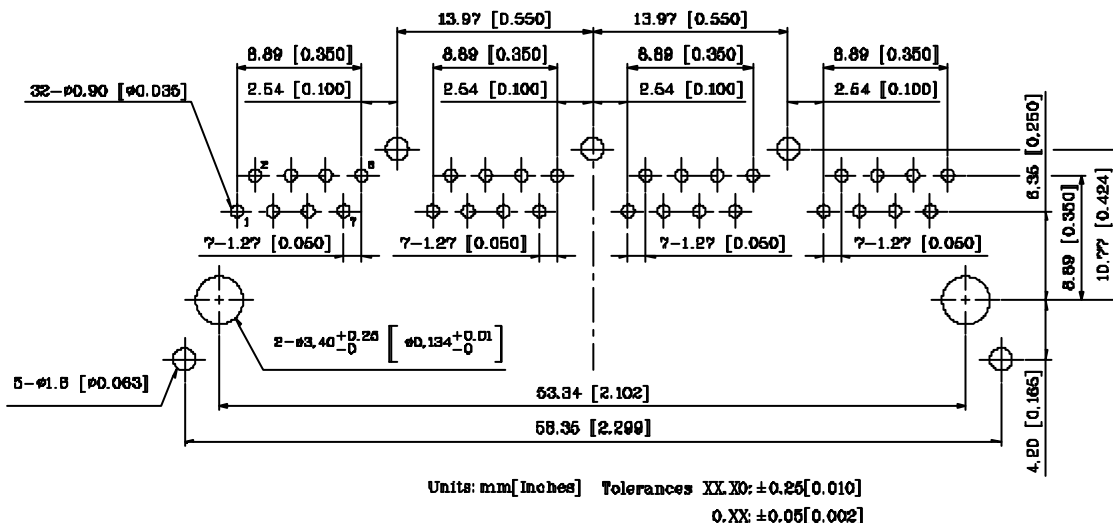 13.97 [0.550] 13.97 [0.550]
8.89 [0.350] 8.89 [0.350] 8.89 [0.350] 8.89 [0.350]
32-ø0.90 [ø0.035] 2.54 [0.100] 2.54 [0.100] 2.54 [0.100] 2.54 [0.100]
2 8
1 7
7-1.27 [0.050] 7-1.27 [0.050] 7-1.27 [0.050] 7-1.27 [0.050]
6.35 [0.250]
8.89 [0.350]
10.77 [0.424]
2-ø3.40 +0.25 -0 [ø0.134 +0.01 -0]
5-ø1.6 [ø0.063]
53.34 [2.102]
58.35 [2.299]
4.20 [0.165]
Units: mm[Inches] Tolerances XX.X0: ±0.25[0.010]
0.XX: ±0.05[0.002]